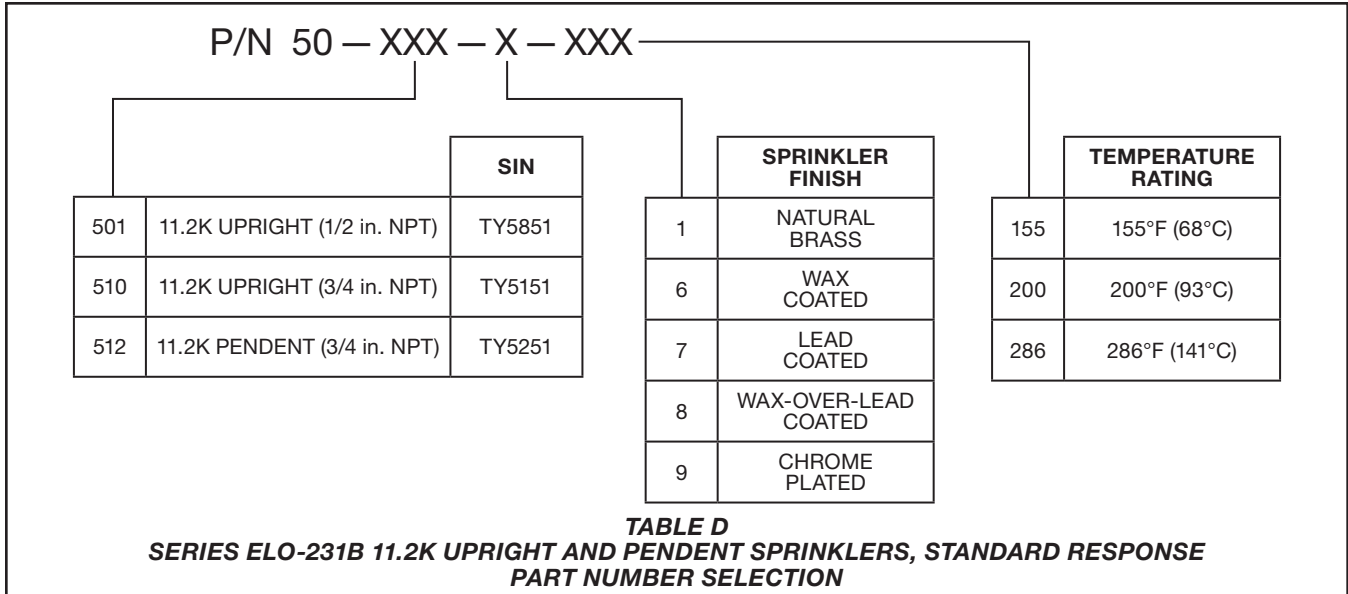 P/N 50 — XXX — X — XXX
SIN
501 11.2K UPRIGHT (1/2 in. NPT) TY5851
510 11.2K UPRIGHT (3/4 in. NPT) TY5151
512 11.2K PENDENT (3/4 in. NPT) TY5251
SPRINKLER
FINISH
1 NATURAL
BRASS
6 WAX
COATED
7 LEAD
COATED
8 WAX-OVER-LEAD
COATED
9 CHROME
PLATED
TEMPERATURE
RATING
155 155°F (68°C)
200 200°F (93°C)
286 286°F (141°C)
TABLE D
SERIES ELO-231B 11.2K UPRIGHT AND PENDENT SPRINKLERS, STANDARD RESPONSE
PART NUMBER SELECTION